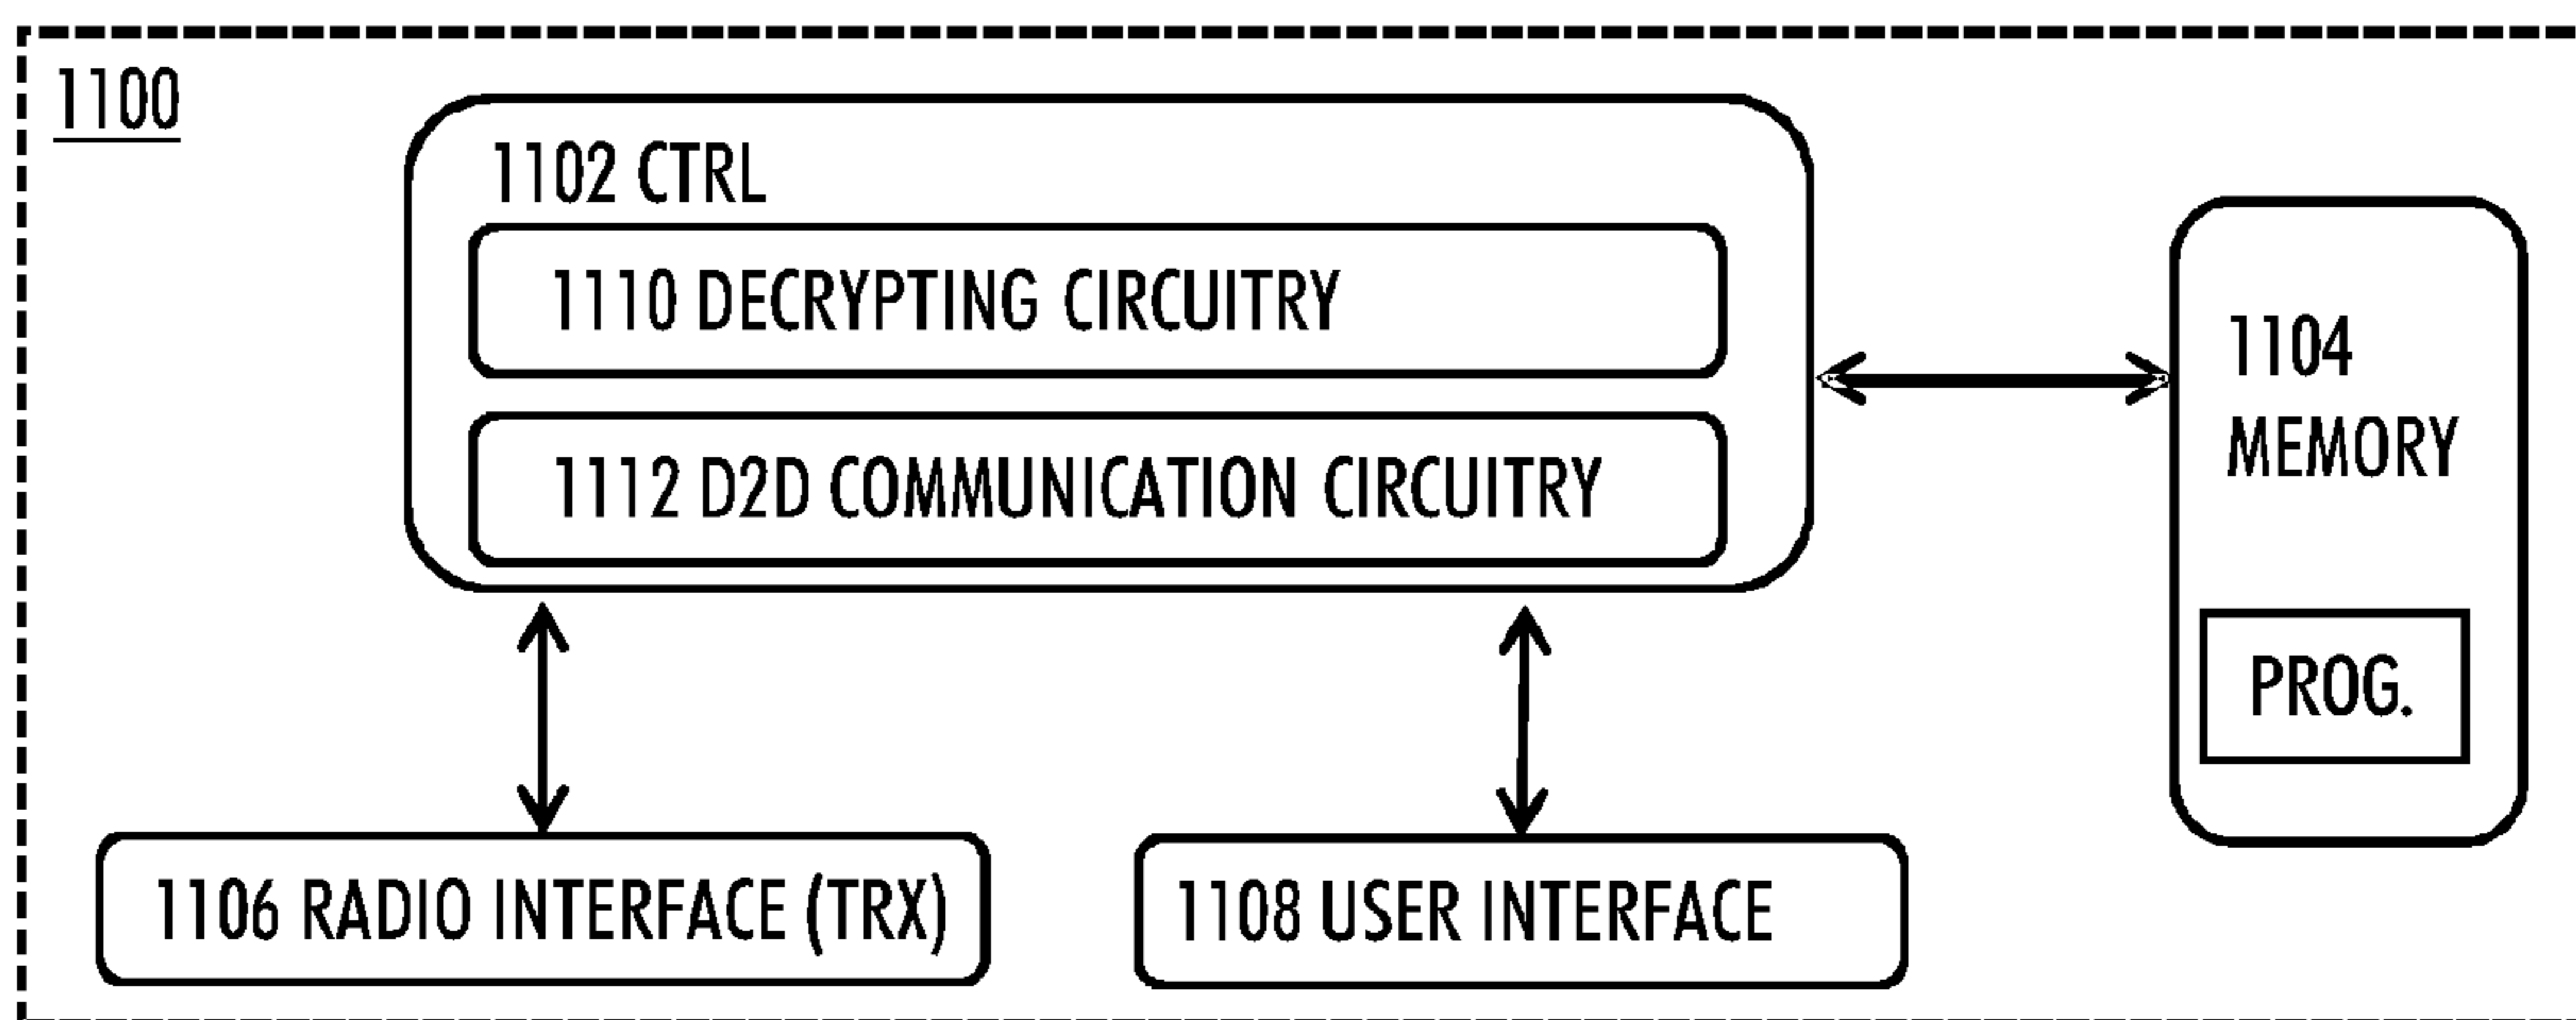 1100
1102 CTRL
1110 DECRYPTING CIRCUITRY
1112 D2D COMMUNICATION CIRCUITRY
1104
MEMORY
PROG.
1106 RADIO INTERFACE (TRX)
1108 USER INTERFACE